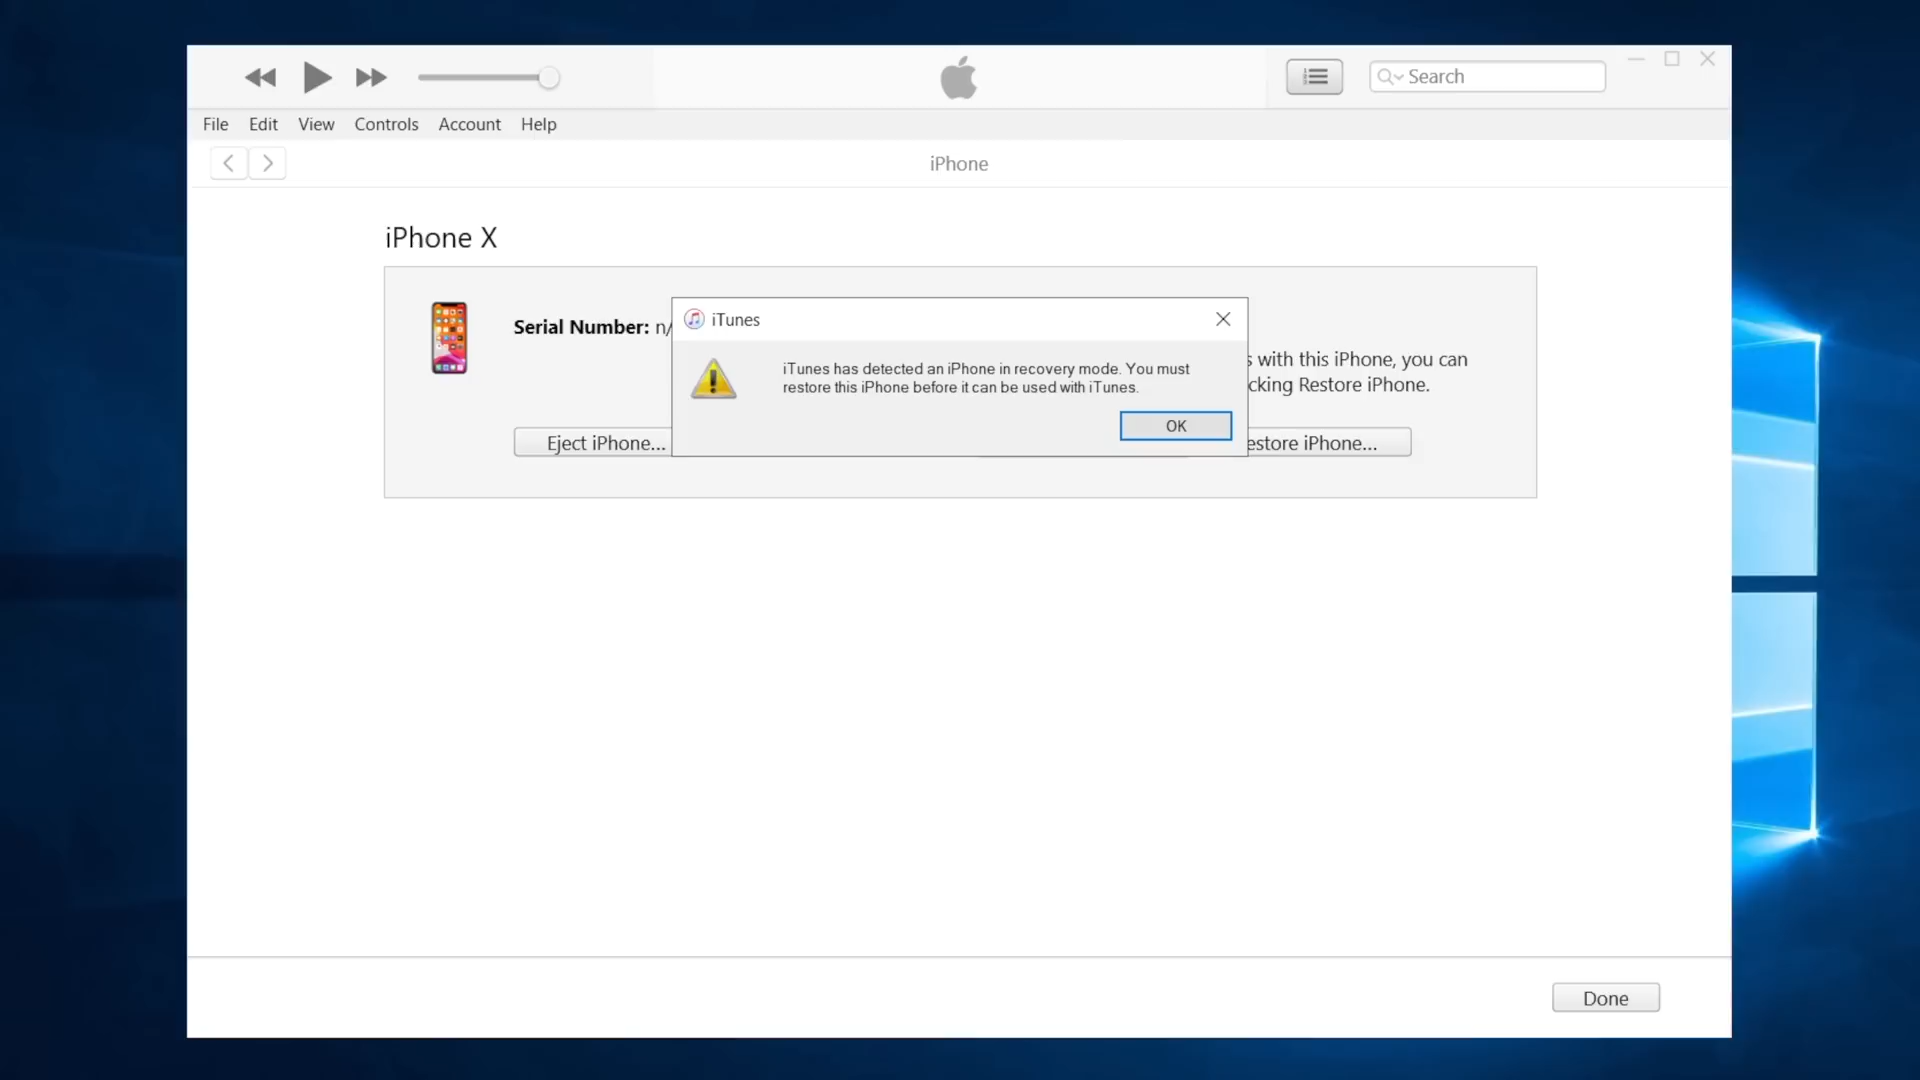 Search
File Edit View Controls Account Help
iPhone
iPhone X
Serial Number:
iTunes
iTunes has detected an iPhone in recovery mode. You must
restore this iPhone before it can be used with iTunes.
OK
with this iPhone, you can
Restore iPhone.
Eject iPhone...
iPhone...
Done